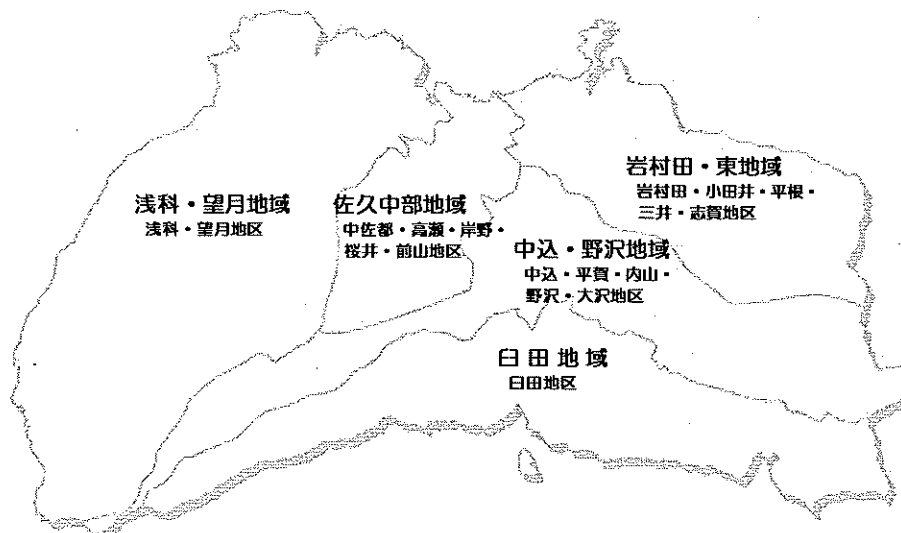 岩村田・東地域
岩村田・小田井・平根・
三井・志賀地区
浅科・望月地域
浅科・望月地区
佐久中部地域
中佐都・高瀬・岸野・
桜井・前山地区
中込・野沢地域
中込・平賀・内山・
野沢・大沢地区
臼田地域
臼田地区